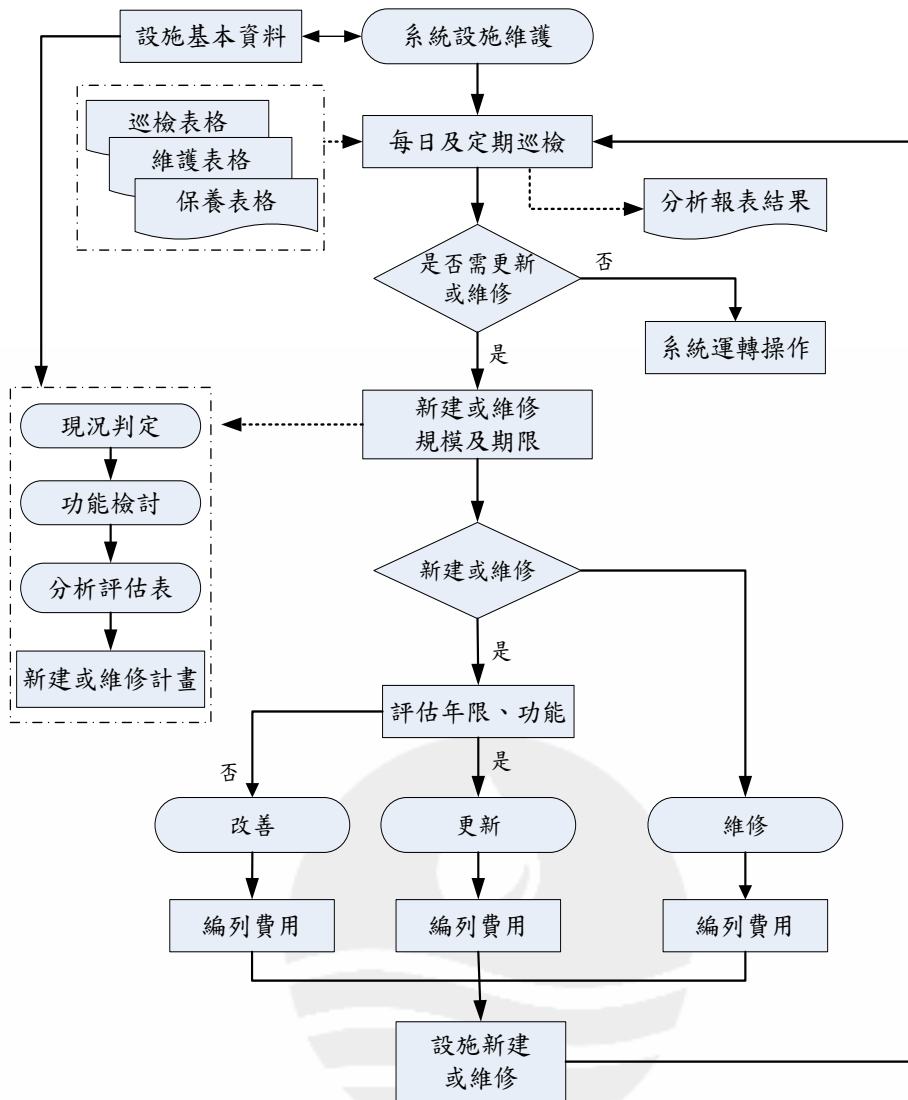 設施基本資料
系統設施維護
巡檢表格
維護表格
保養表格
每日及定期巡檢
分析報表結果
是否需更新
或維修
否
系統運轉操作
是
新建或維修
規模及期限
現況判定
功能檢討
分析評估表
新建或維修計畫
新建或維修
是
評估年限、功能
否
是
改善
更新
維修
編列費用
編列費用
編列費用
設施新建
或維修